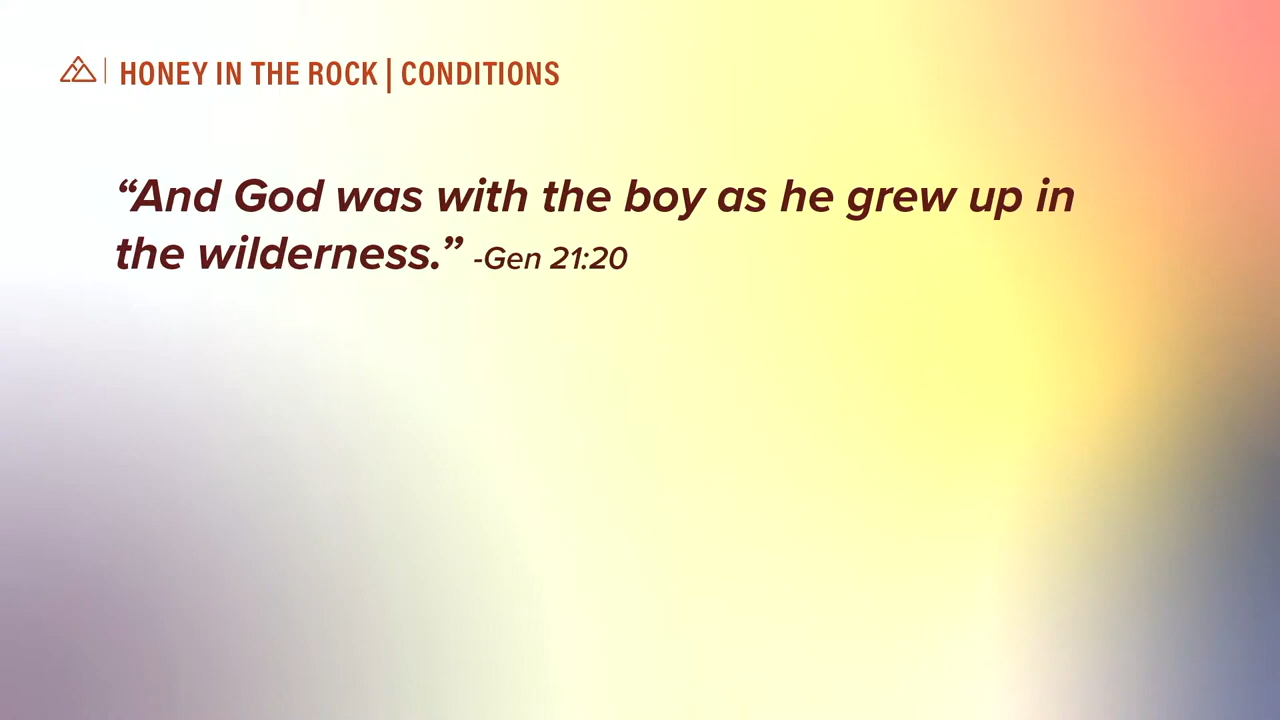 HONEY IN THE ROCK | CONDITIONS
“And God was with the boy as he grew up in
the wilderness.” -Gen 21:20